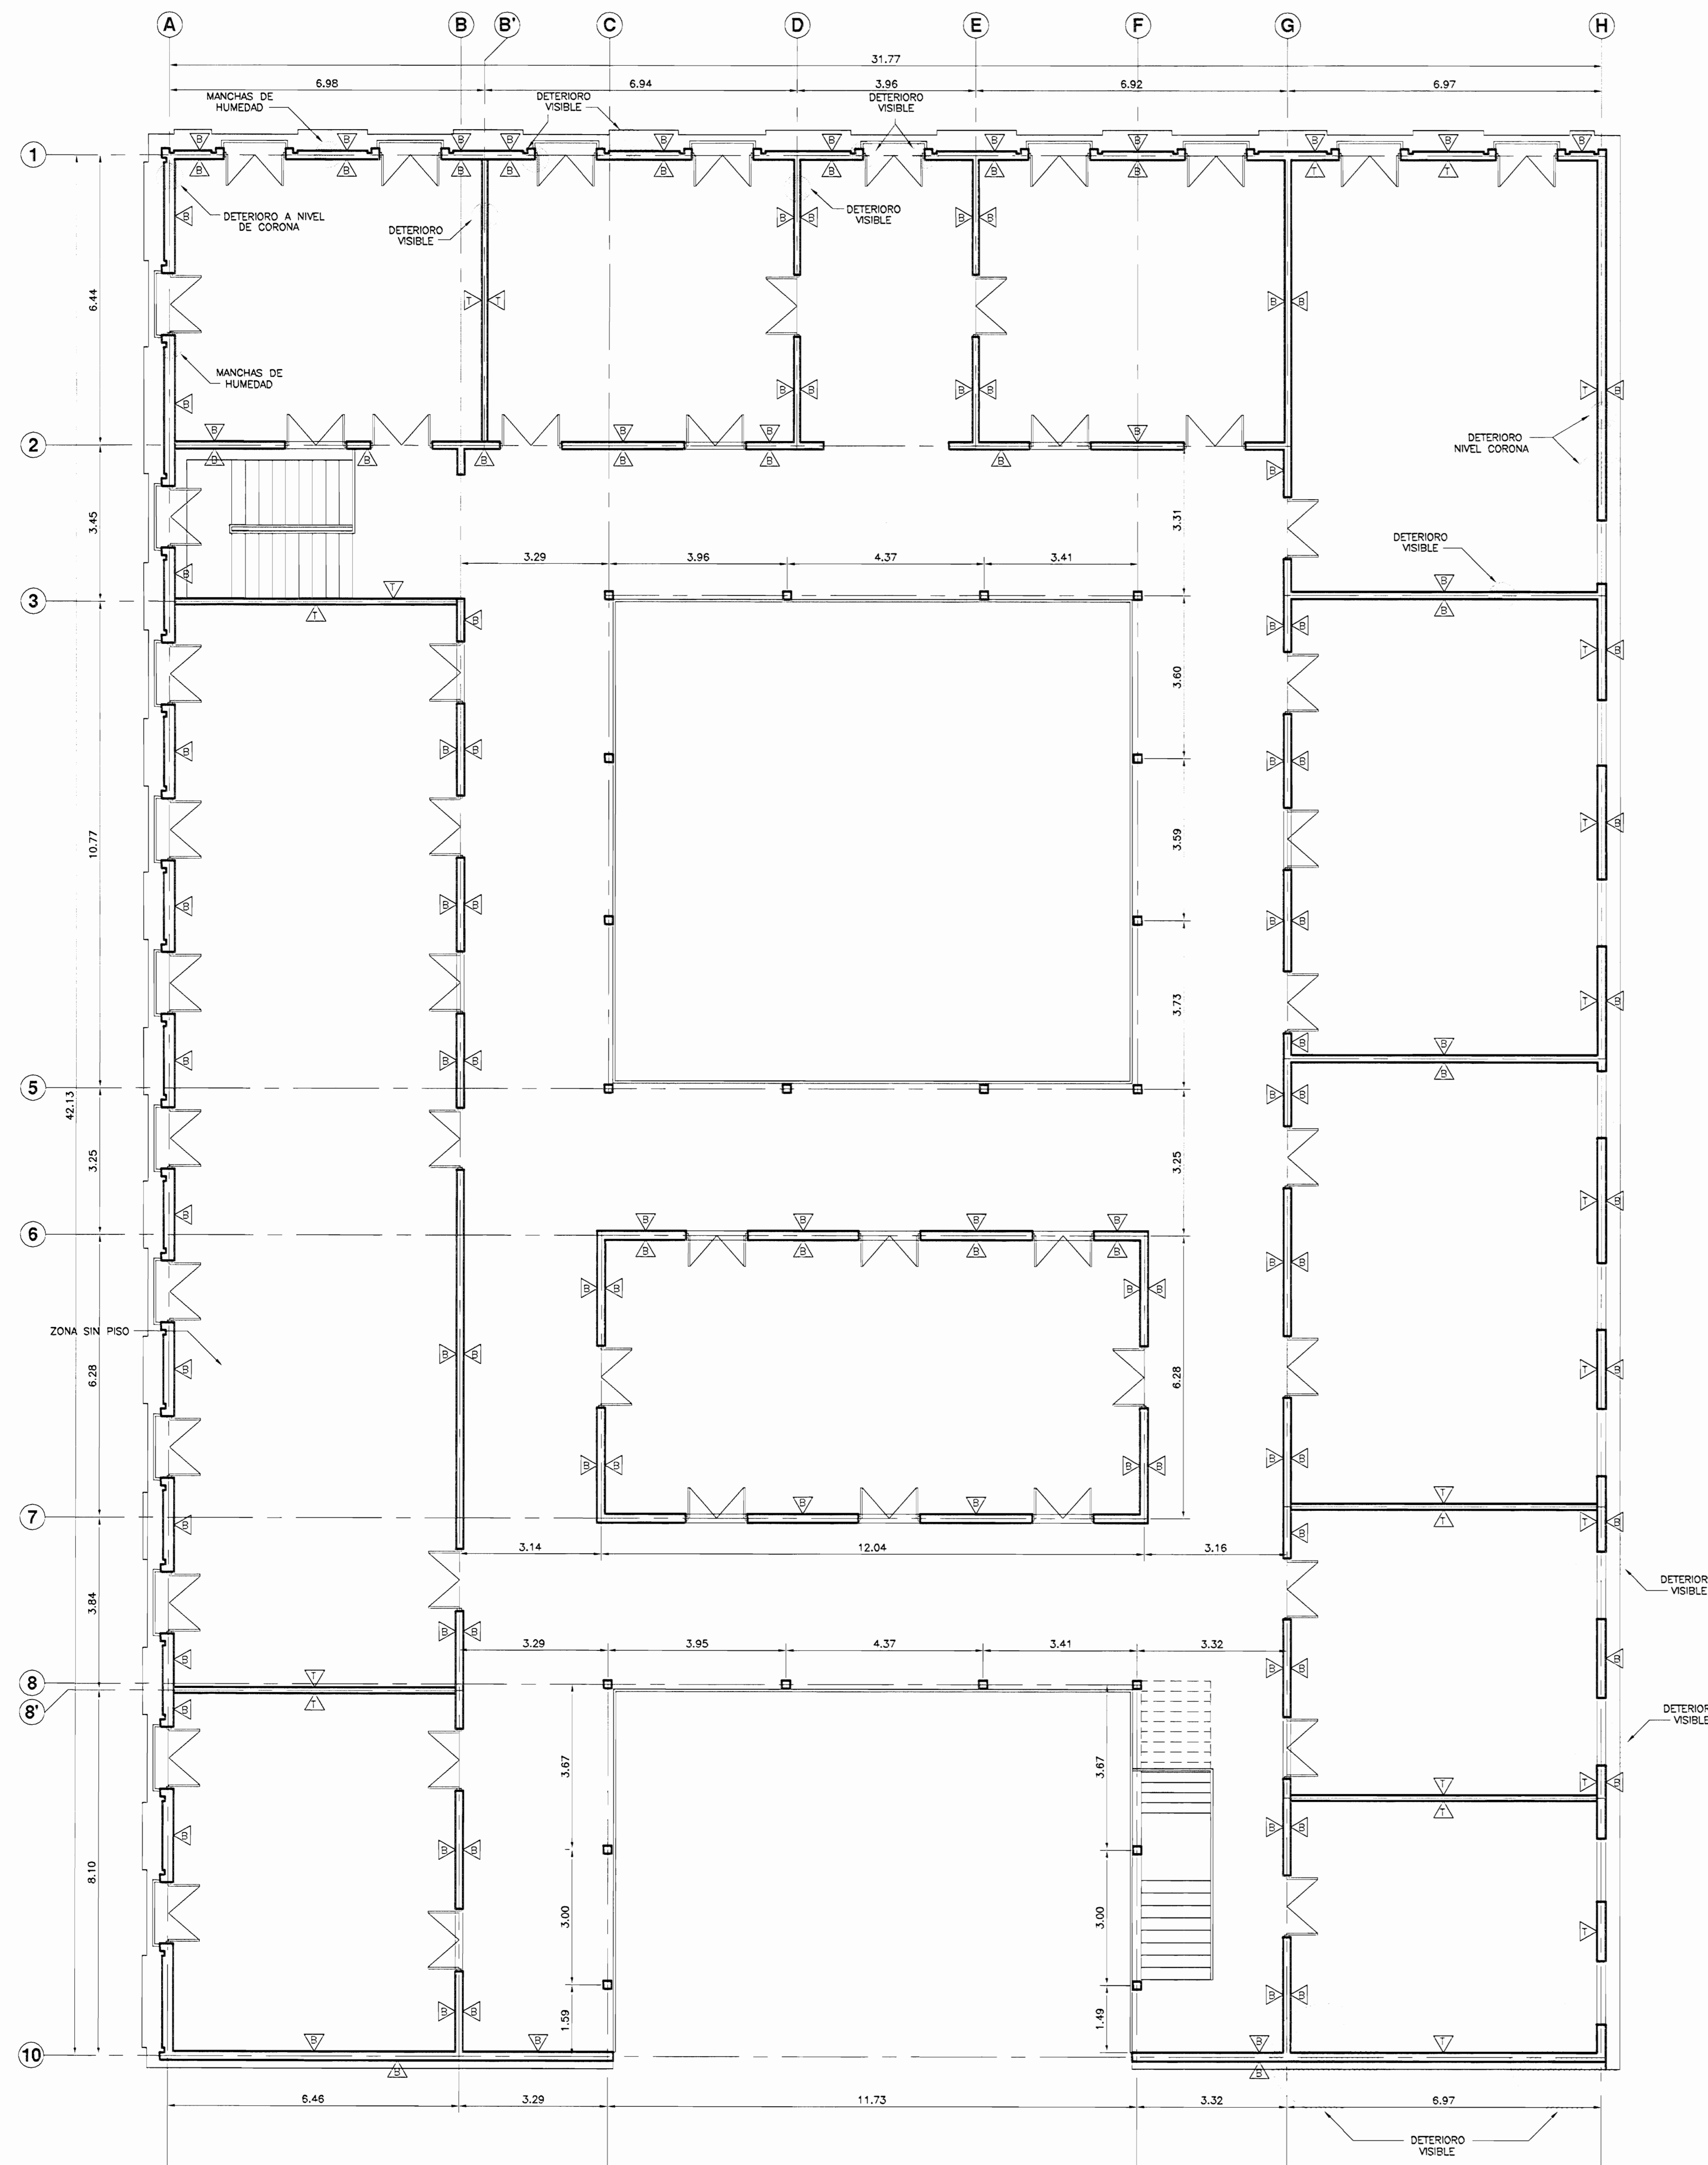 A B B' C D E F G H
31.77
6.98 6.94 3.96 6.92 6.97
MANCHAS DE
HUMEDAD
DETERIORO
VISIBLE
DETERIORO
VISIBLE
1
B B B B B B B B B B
B B B B B B B B T T
DETERIORO A NIVEL
DE CORONA
DETERIORO
VISIBLE
DETERIORO
VISIBLE
B B B B B
6.44
T T B B
MANCHAS DE
HUMEDAD
B B B B B T B
2
B B B B
B B B B B B
DETERIORO
NIVEL CORONA
B
3.45
3.31
DETERIORO
VISIBLE
3.29 3.96 4.37 3.41
B T B
3
T B B
B B B T B
3.60
B B B B B
10.77
3.59
T B
B B B B B
3.73
T B
B B B B B
B B B
5
42.13
3.25
3.25
B T B
6
B B B B
B B B B
B B B B B B
ZONA SIN PISO
6.28
6.28
B B B T B
B B B B B B
7
T
T
B B T B
3.14 12.04 3.16
3.84
DETERIOR
VISIBLE
B B B
3.29 3.95 4.37 3.41 3.32
B B B B
8
8'
T
T
B
DETERIOR
VISIBLE
3.67 3.67
T B
T
T
B B B B B
8.10
3.00 3.00
T
B B B B
1.59 1.49
10
B B B T
B B
6.46 3.29 11.73 3.32 6.97
DETERIORO
VISIBLE